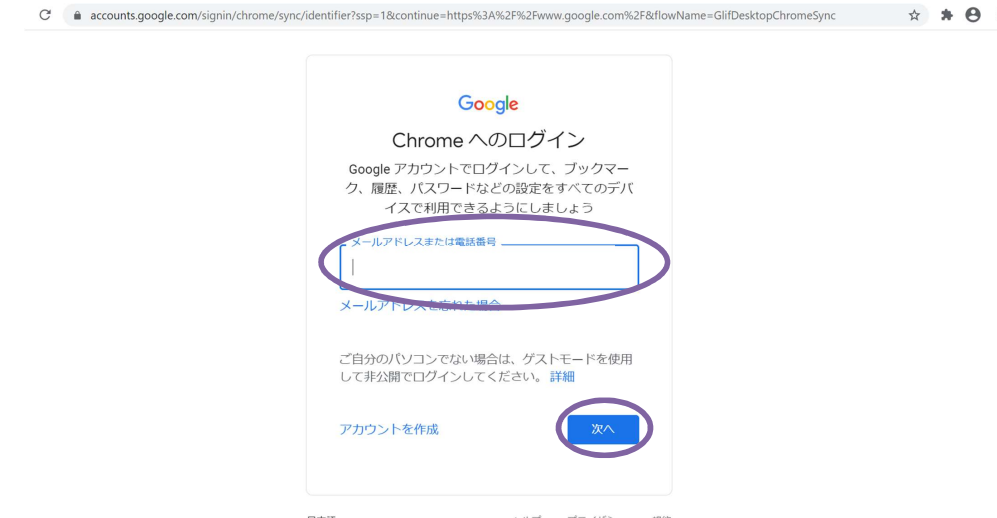 accounts.google.com/signin/chrome/sync/identifier?ssp=1&continue=https%3A%2F%2Fwww.google.com%2F&flowName=GlifDesktopChromeSync
Google
Chrome へのログイン
Google アカウントでログインして、ブックマー
ク、履歴、パスワードなどの設定をすべてのデバ
イスで利用できるようにしましょう
メールアドレスまたは電話番号
メールアドレスを忘れた場合
ご自分のパソコンでない場合は、ゲストモードを使用
して非公開でログインしてください。 詳細
アカウントを作成
次へ